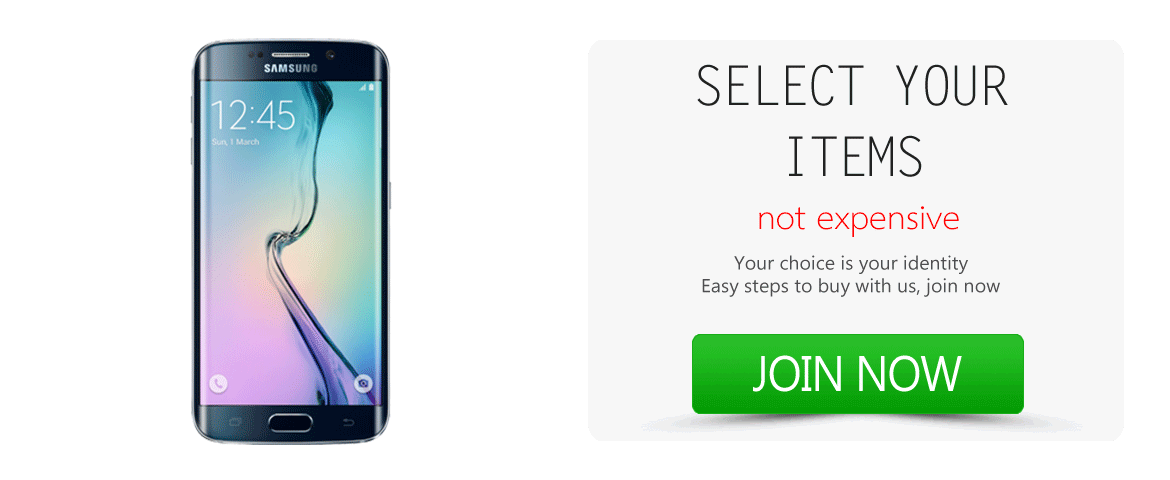 SAMSUNG
12:45
Sun, 1 March
SELECT YOUR
ITEMS
not expensive
Your choice is your identity
Easy steps to buy with us, join now
JOIN NOW